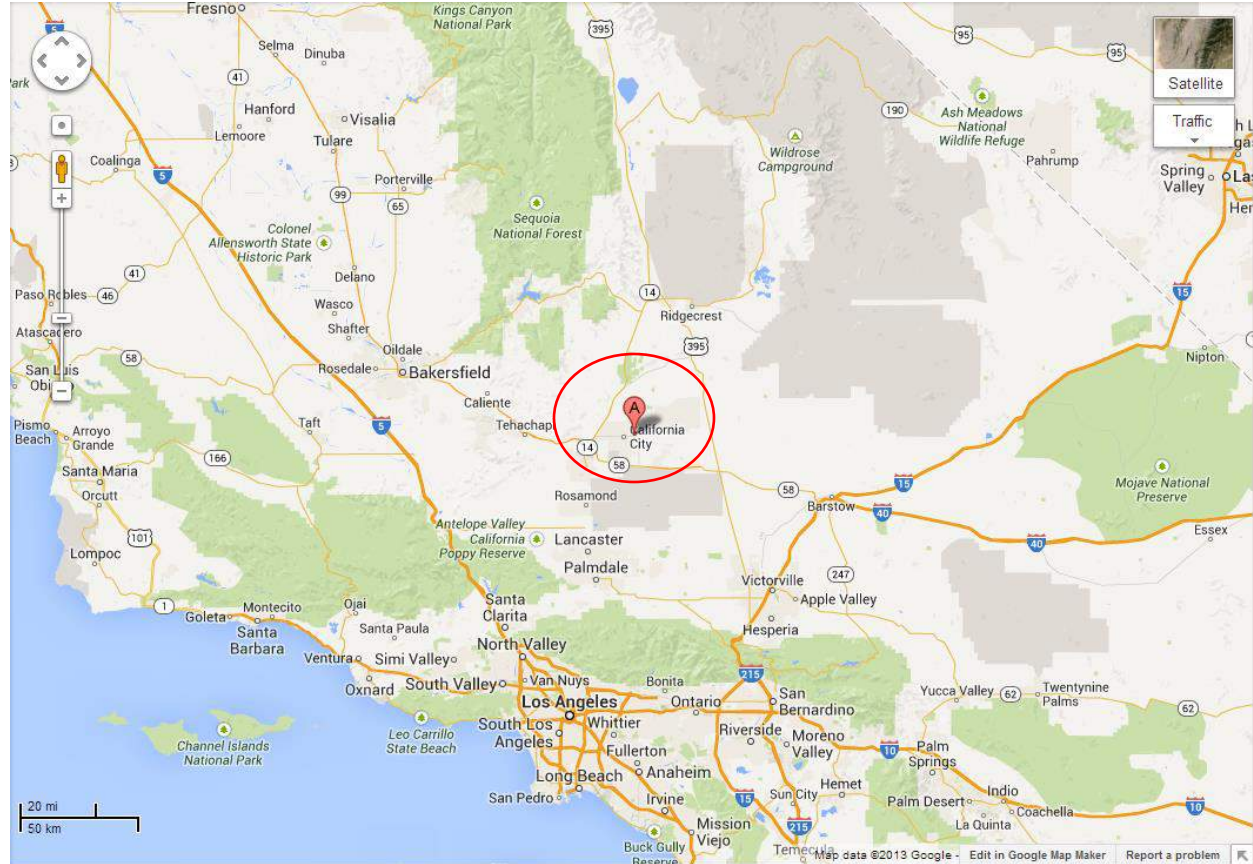 Fresno
Kings Canyon
National Park
5
395
95
95
Selma
Dinuba
Satellite
41
Park
Hanford
Visalia
190
Ash Meadows
National
Wildlife Refuge
Traffic
Lemoore
Tulare
Wildrose
Campground
Coalinga
5
Pahrump
Spring
Valley
Porterville
99
65
Sequoia
National Forest
Colonel
Allensworth State
Historic Park
41
Delano
Paso Robles
46
14
15
Wasco
Ridgecrest
Atascadero
Shafter
58
Oildale
395
Rosedale
Bakersfield
Nipton
San Luis
Caliente
A
Pismo
Beach
Arroyo
Grande
Taft
5
Tehachap
California
City
14
166
58
Santa Maria
15
Mojave National
Preserve
Orcutt
Rosamond
58
Barstow
40
101
Antelope Valley
California
Poppy Reserve
Lancaster
40
Essex
Lompoc
Palmdale
Victorville
247
1
Santa
Clarita
Apple Valley
Goleta
Montecito
Ojai
Santa
Barbara
Santa Paula
Hesperia
North Valley
Ventura
Simi Valley
215
Oxnard
South Valley
Van Nuys
Bonita
Yucca Valley
62
Twentynine
Palms
Los Angeles
Ontario
San
Bernardino
62
Channel Islands
National Park
Leo Carrillo
State Beach
South Los
Angeles
Whittier
Riverside
Moreno
Valley
Fullerton
10
Palm
Springs
Long Beach
Anaheim
Hemet
San Pedro
Irvine
15
Sun City
Palm Desert
Indio
Coachella
10
20 mi
50 km
Mission
Viejo
215
La Quinta
Buck Gully
Reserve
Temecula
Map data ©2013 Google -
Edit in Google Map Maker
Report a problem